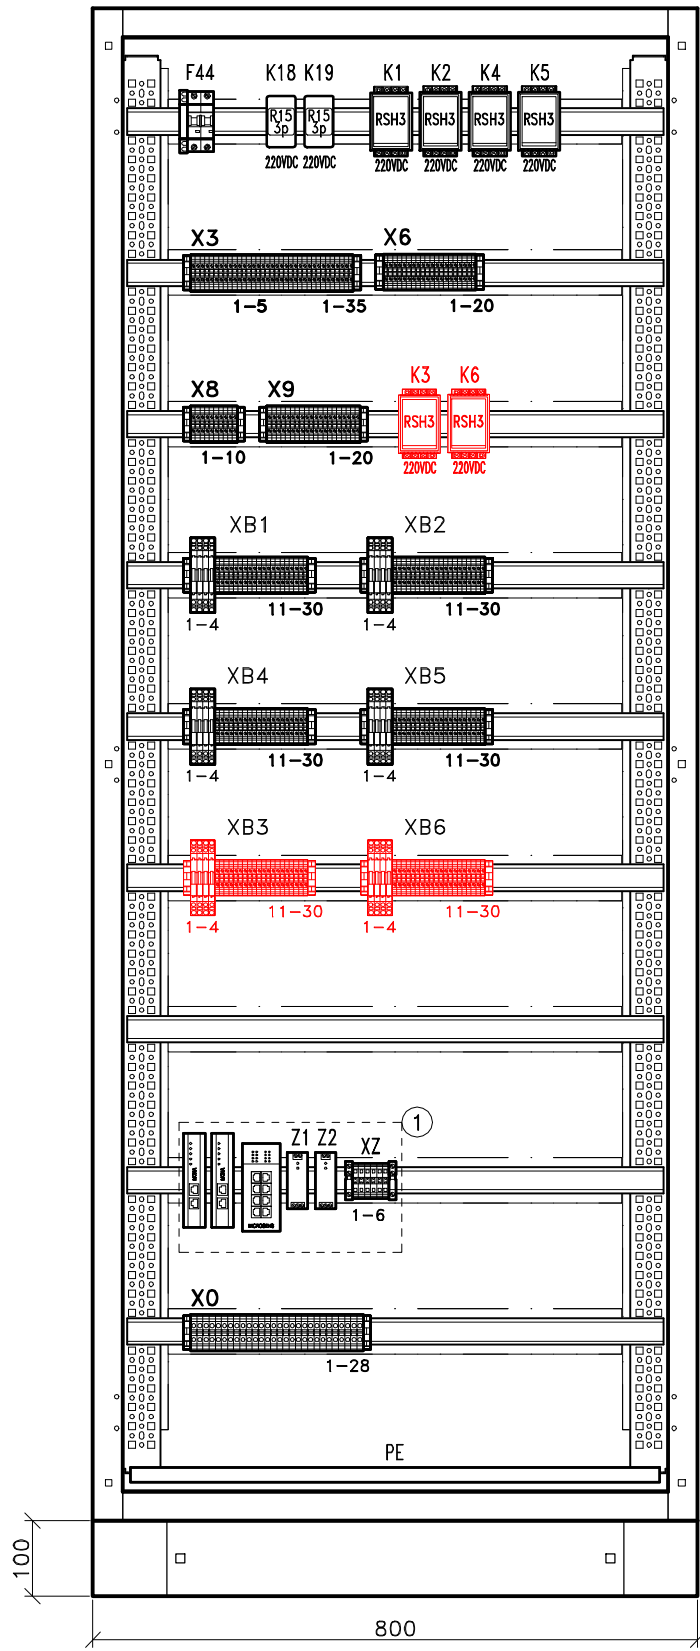 F44 K18 K19 K1 K2 K4 K5
R15 3p R15 3p RSH3 RSH3 RSH3 RSH3
220VDC 220VDC 220VDC 220VDC 220VDC 220VDC
X3 X6
1-5 1-35 1-20
K3 K6
X8 X9
RSH3 RSH3
1-10 1-20
220VDC 220VDC
XB1 XB2
1-4 11-30 1-4 11-30
XB4 XB5
1-4 11-30 1-4 11-30
XB3 XB6
1-4 11-30 1-4 11-30
1
Z1 Z2 XZ
1-6
X0
1-28
PE
100
800